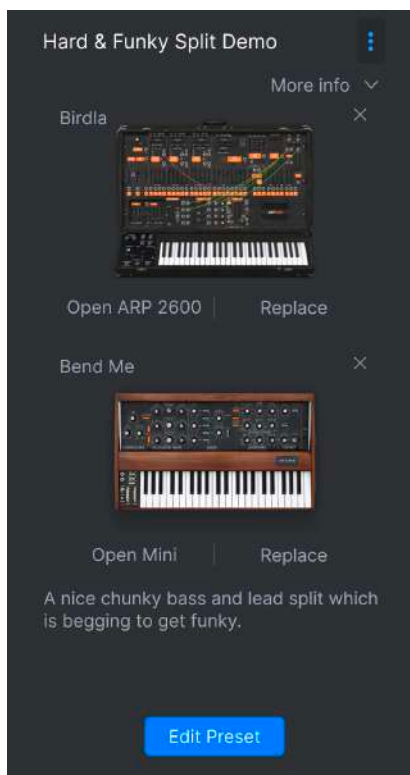 Hard & Funky Split Demo
More info
Birdla
Open ARP 2600
Replace
Bend Me
Open Mini
Replace
A nice chunky bass and lead split which
is begging to get funky.
Edit Preset